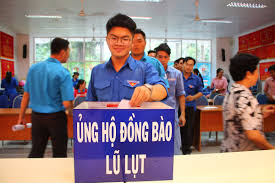 ỦNG HỘ ĐỒNG BÀO
LŨ LỤT